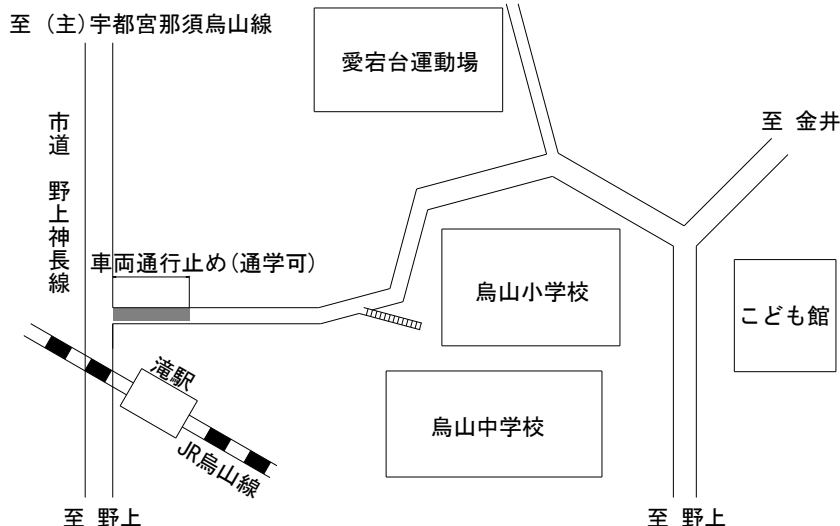 至 (主)宇都宮那須烏山線
愛宕台運動場
至 金井
市道 野上神長線
車両通行止め(通学可)
烏山小学校
こども館
滝駅
烏山中学校
JR烏山線
至 野上
至 野上